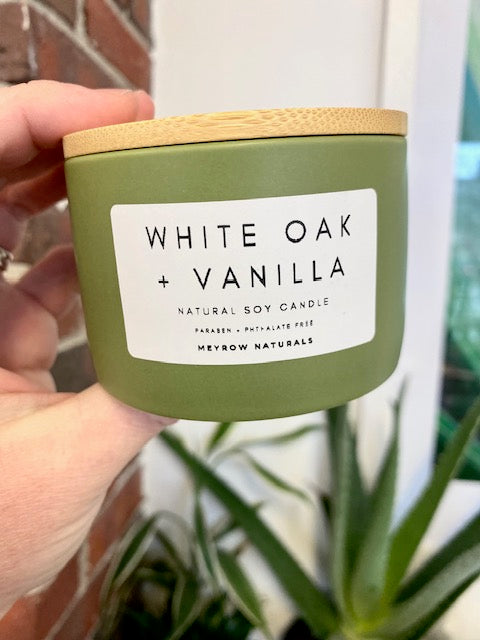 WHITE OAK
+ VANILLA
NATURAL SOY CANDLE
PARABEN + PHTHALATE FREE
MEYROW NATURALS